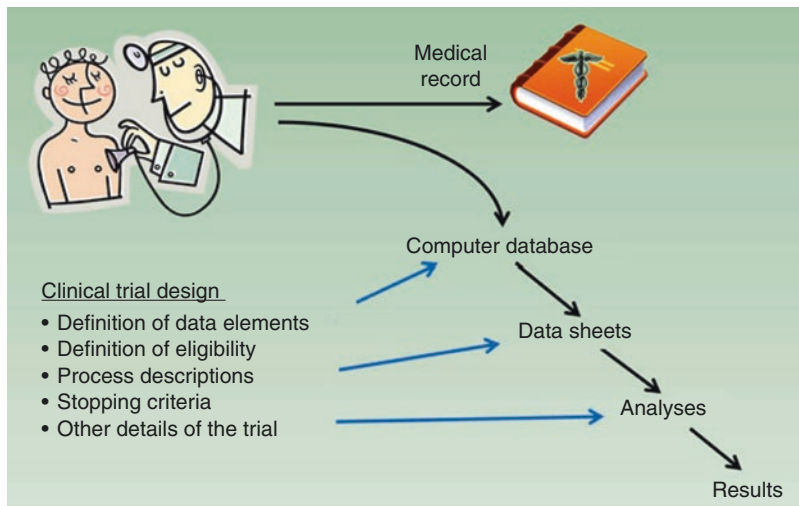 Medical
record
Computer database
Clinical trial design
• Definition of data elements
• Definition of eligibility
• Process descriptions
• Stopping criteria
• Other details of the trial
Data sheets
Analyses
Results